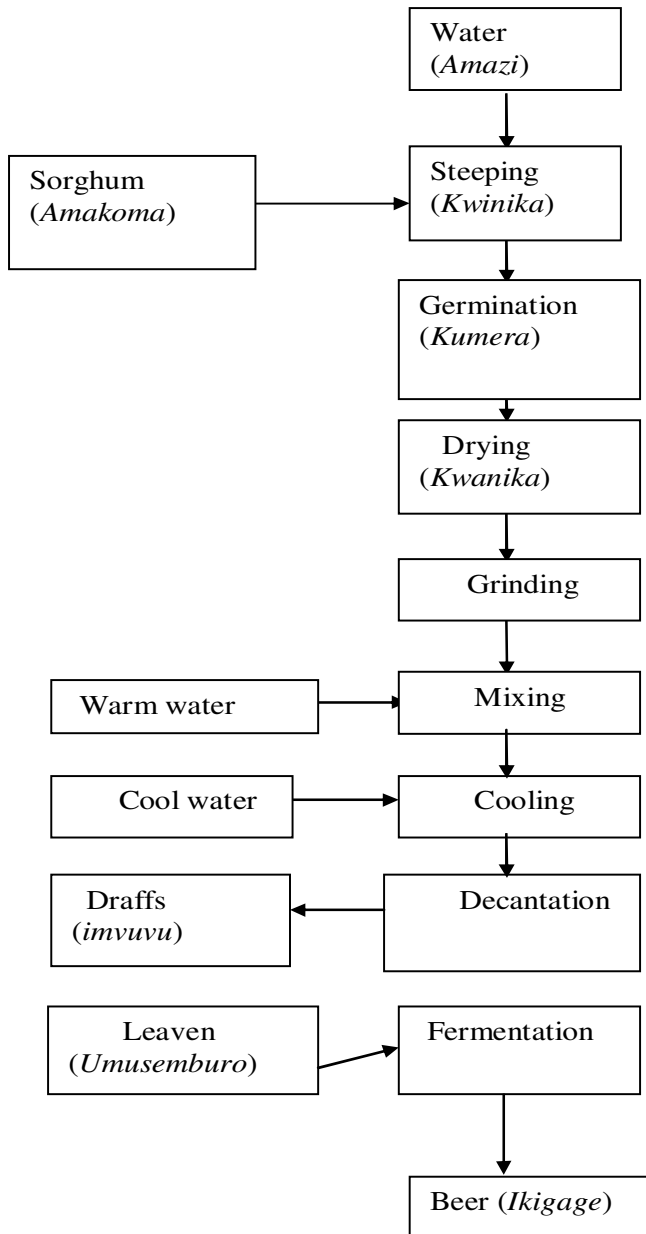 Water
(Amazi)
Sorghum
(Amakoma)
Steeping
(Kwinika)
Germination
(Kumera)
Drying
(Kwanika)
Grinding
Warm water
Mixing
Cool water
Cooling
Draffs
(imvuvu)
Decantation
Leaven
(Umusemburo)
Fermentation
Beer (Ikigage)